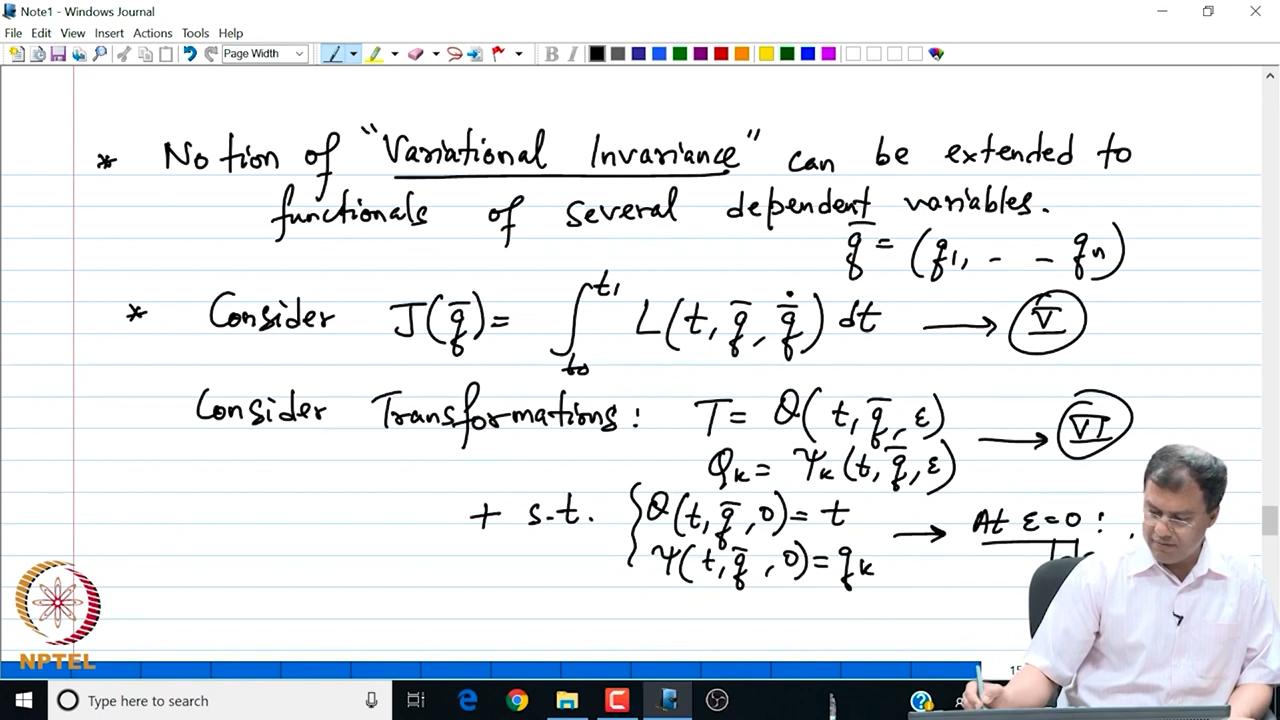 Note1 - Windows Journal
File Edit View Insert Actions Tools Help
Page Width
B I
* Notion of "Variational Invariance" can be extended to
functionals of several dependent variables.
q̅ = (q₁, - - qₙ)
* Consider J(q̅) = ∫_{t₀}^{t₁} L(t, q̅, q̅̇) dt → V
Consider Transformations : T = θ(t, q̅, ε) → VI
Qₖ = Ψₖ(t, q̅, ε)
+ s.t. { θ(t, q̅, 0) = t → At ε=0 :
Ψ(t, q̅, 0) = qₖ
NPTEL
Type here to search